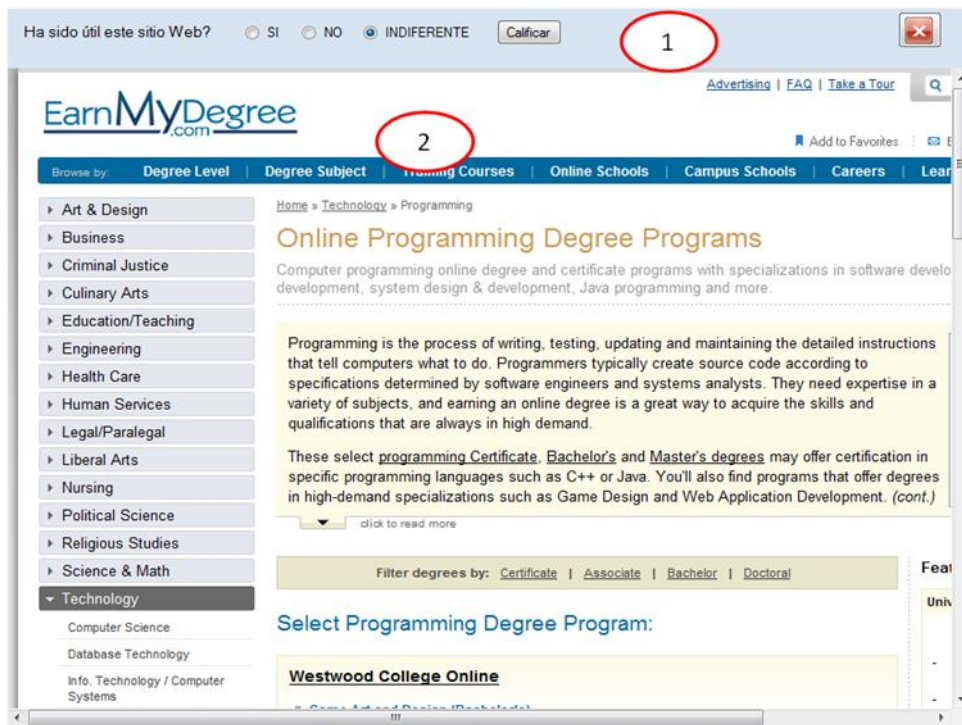 Ha sido útil este sitio Web? SI NO INDIFERENTE Calificar
1
Advertising | FAQ | Take a Tour
EarnMyDegree
.com
2
Add to Favorites
Browse by: Degree Level | Degree Subject | Training Courses | Online Schools | Campus Schools | Careers |
Home » Technology » Programming
Online Programming Degree Programs
Computer programming online degree and certificate programs with specializations in software develo
development, system design & development, Java programming and more.
Art & Design
Business
Criminal Justice
Culinary Arts
Education/Teaching
Engineering
Health Care
Human Services
Legal/Paralegal
Liberal Arts
Nursing
Political Science
Religious Studies
Science & Math
Technology
Computer Science
Database Technology
Info. Technology / Computer
Systems
Programming is the process of writing, testing, updating and maintaining the detailed instructions
that tell computers what to do. Programmers typically create source code according to
specifications determined by software engineers and systems analysts. They need expertise in a
variety of subjects, and earning an online degree is a great way to acquire the skills and
qualifications that are always in high demand.
These select programming Certificate, Bachelor's and Master's degrees may offer certification in
specific programming languages such as C++ or Java. You'll also find programs that offer degrees
in high-demand specializations such as Game Design and Web Application Development. (cont.)
click to read more
Filter degrees by: Certificate | Associate | Bachelor | Doctoral
Select Programming Degree Program:
Westwood College Online
Feat
Univ